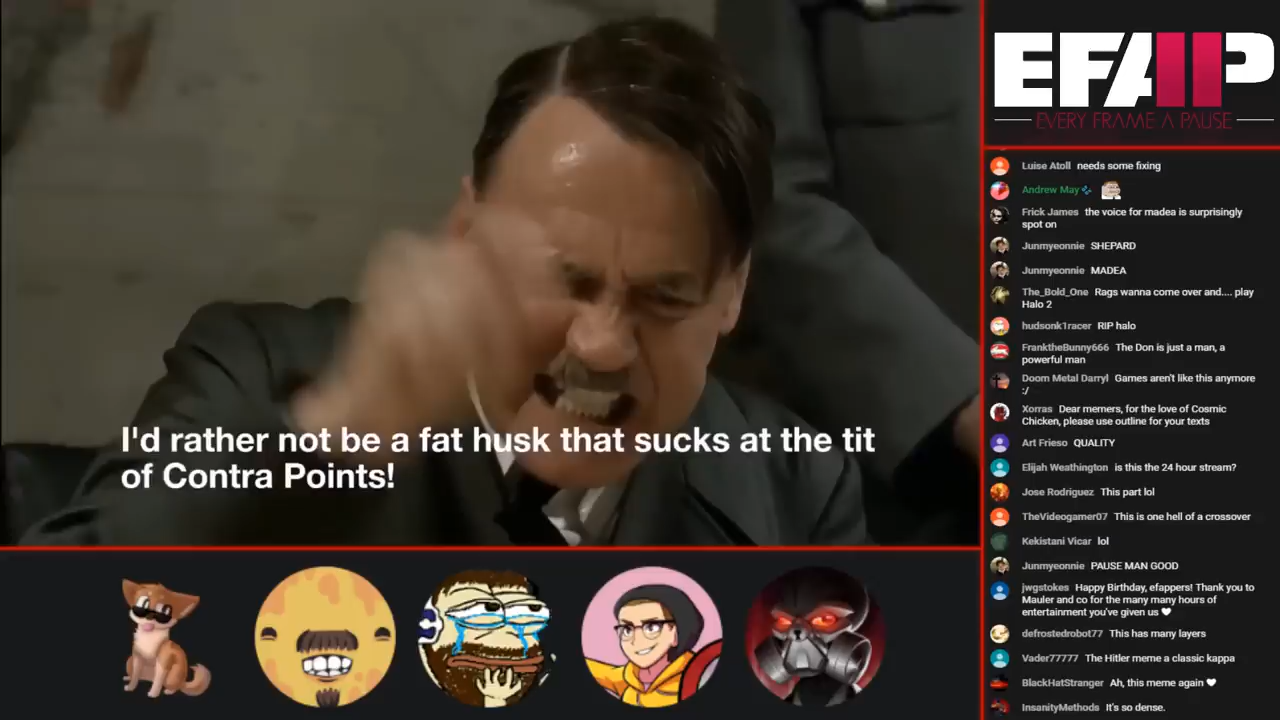 I'd rather not be a fat husk that sucks at the tit
of Contra Points!
EFAP
EVERY FRAME A PAUSE
Luise Atoll needs some fixing
Andrew May
Frick James the voice for madea is surprisingly
spot on
Junmyeonnie SHEPARD
Junmyeonnie MADEA
The_Bold_One Rags wanna come over and.... play
Halo 2
hudsonk1racer RIP halo
FranktheBunny666 The Don is just a man, a
powerful man
Doom Metal Darryl Games aren't like this anymore
:/
Xorras Dear memers, for the love of Cosmic
Chicken, please use outline for your texts
Art Frieso QUALITY
Elijah Weathington is this the 24 hour stream?
Jose Rodriguez This part lol
TheVideogamer07 This is one hell of a crossover
Kekistani Vicar lol
Junmyeonnie PAUSE MAN GOOD
jwgstokes Happy Birthday, efappers! Thank you to
Mauler and co for the many many hours of
entertainment you've given us ❤
defrostedrobot77 This has many layers
Vader77777 The Hitler meme a classic kappa
BlackHatStranger Ah, this meme again ❤
InsanityMethods It's so dense.